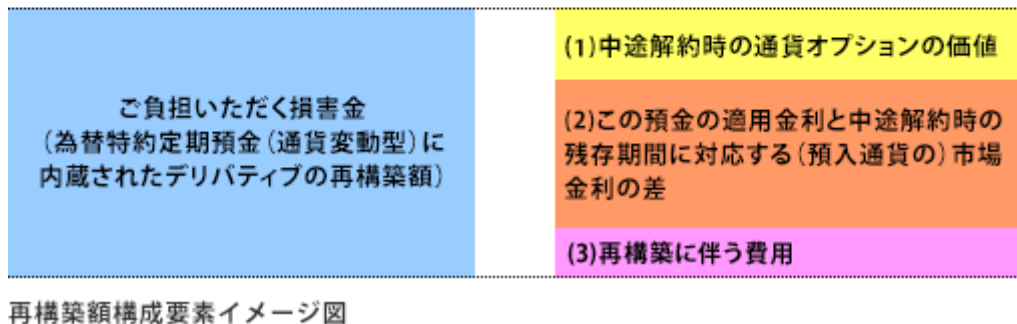 ご負担いただく損害金
（為替特約定期預金（通貨変動型）に
内蔵されたデリバティブの再構築額）
(1)中途解約時の通貨オプションの価値
(2)この預金の適用金利と中途解約時の
残存期間に対応する（預入通貨の）市場
金利の差
(3)再構築に伴う費用
再構築額構成要素イメージ図